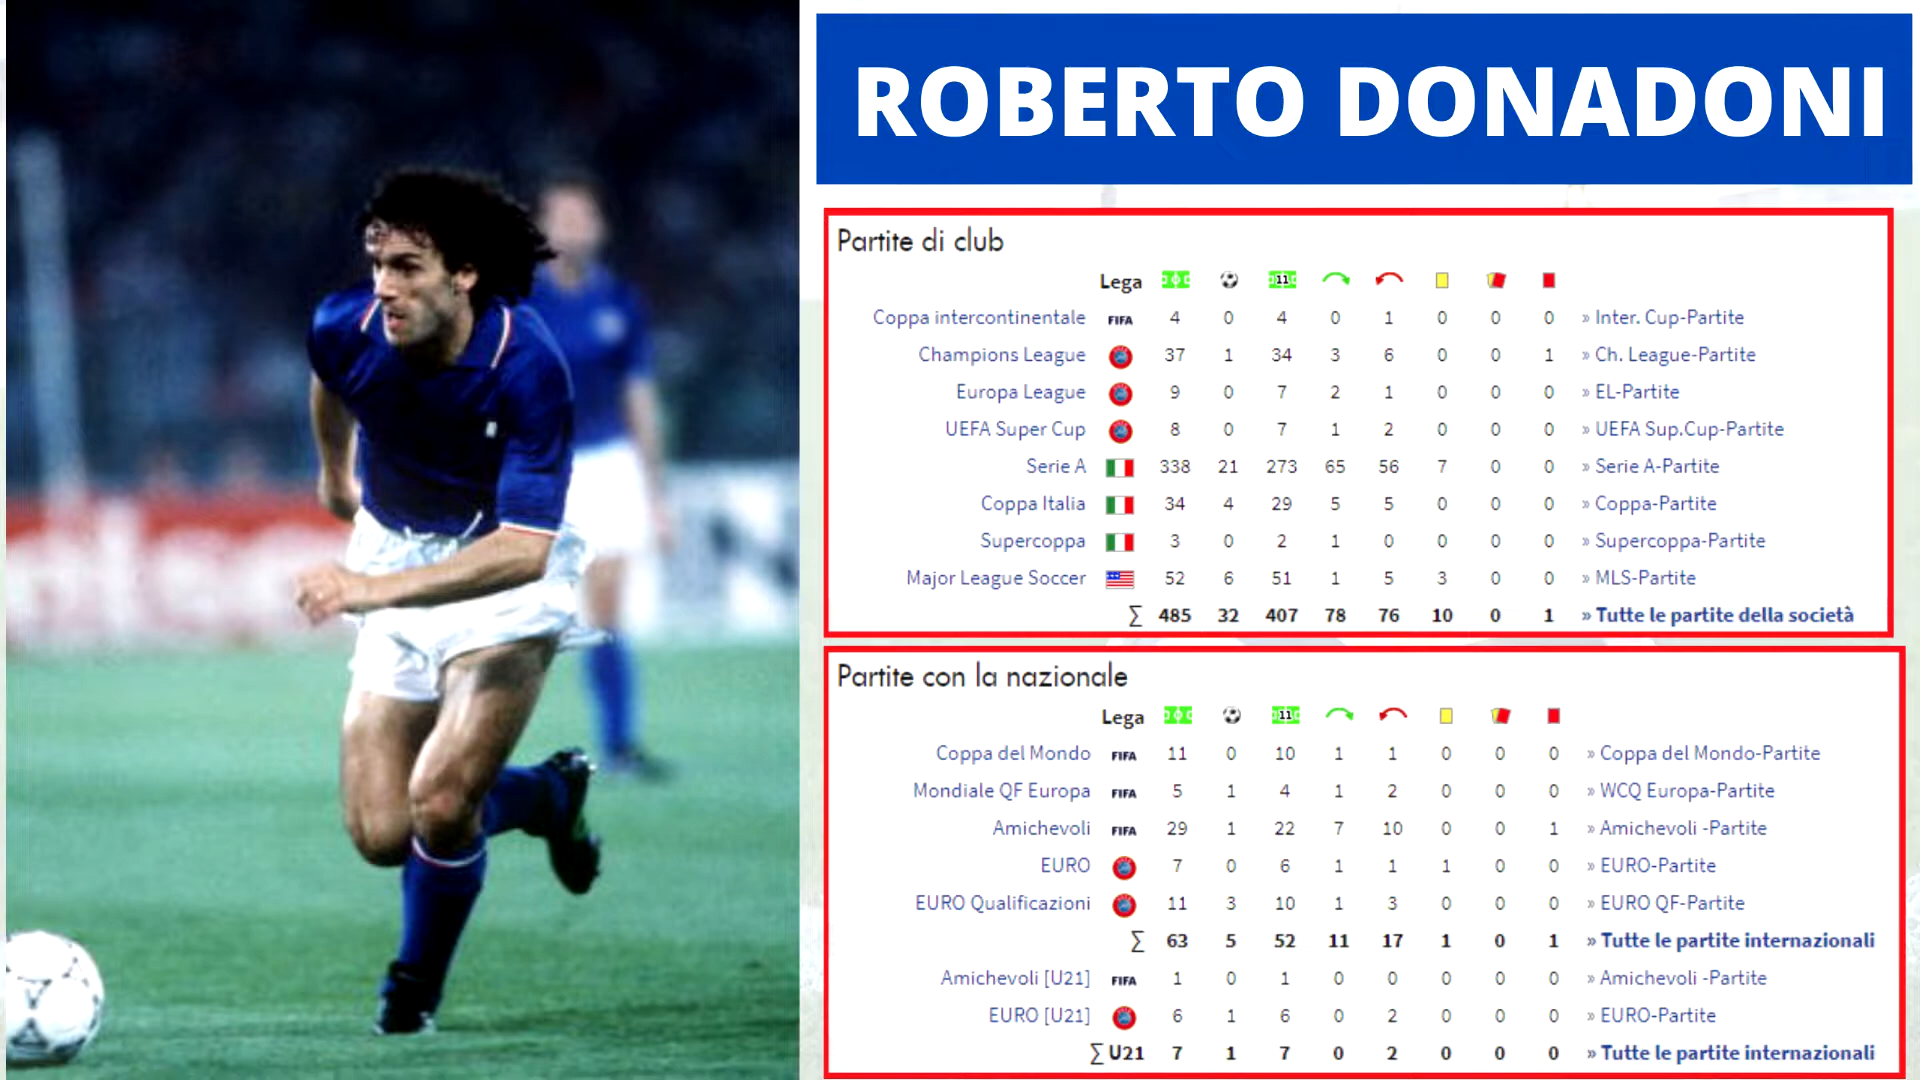 ROBERTO DONADONI
Partite di club
Lega 11
Coppa intercontinentale FIFA 4 0 4 0 1 0 0 0 » Inter. Cup-Partite
Champions League 37 1 34 3 6 0 0 1 » Ch. League-Partite
Europa League 9 0 7 2 1 0 0 0 » EL-Partite
UEFA Super Cup 8 0 7 1 2 0 0 0 » UEFA Sup.Cup-Partite
Serie A 338 21 273 65 56 7 0 0 » Serie A-Partite
Coppa Italia 34 4 29 5 5 0 0 0 » Coppa-Partite
Supercoppa 3 0 2 1 0 0 0 0 » Supercoppa-Partite
Major League Soccer 52 6 51 1 5 3 0 0 » MLS-Partite
∑ 485 32 407 78 76 10 0 1 » Tutte le partite della società
Partite con la nazionale
Lega 11
Coppa del Mondo FIFA 11 0 10 1 1 0 0 0 » Coppa del Mondo-Partite
Mondiale QF Europa FIFA 5 1 4 1 2 0 0 0 » WCQ Europa-Partite
Amichevoli FIFA 29 1 22 7 10 0 0 1 » Amichevoli -Partite
EURO 7 0 6 1 1 1 0 0 » EURO-Partite
EURO Qualificazioni 11 3 10 1 3 0 0 0 » EURO QF-Partite
∑ 63 5 52 11 17 1 0 1 » Tutte le partite internazionali
Amichevoli [U21] FIFA 1 0 1 0 0 0 0 0 » Amichevoli -Partite
EURO [U21] 6 1 6 0 2 0 0 0 » EURO-Partite
∑ U21 7 1 7 0 2 0 0 0 » Tutte le partite internazionali